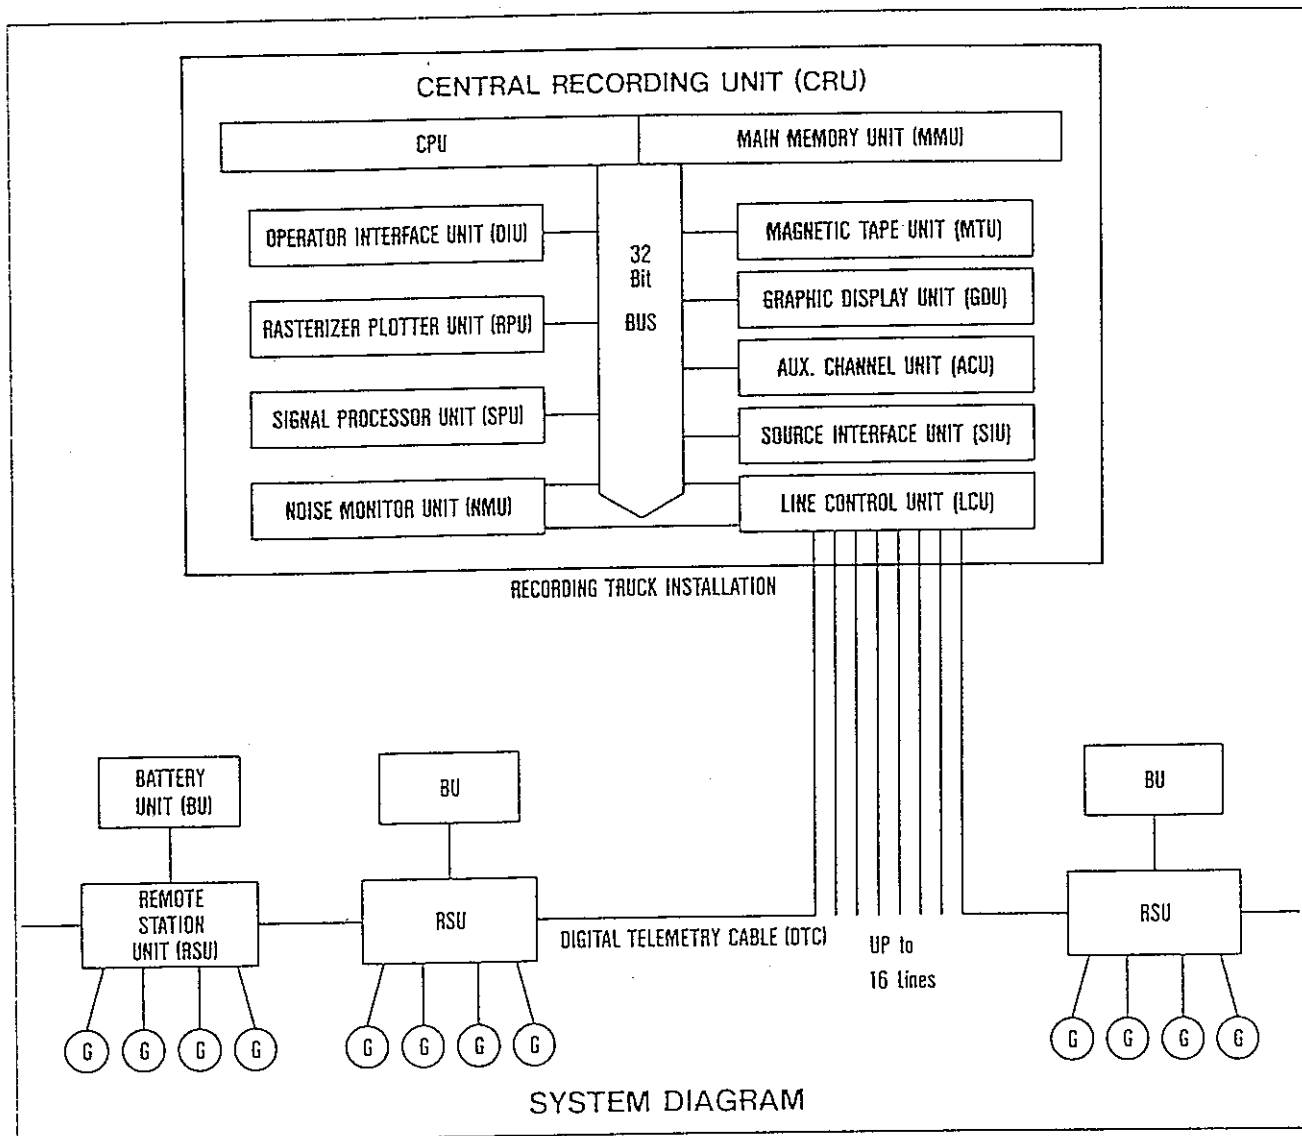 CENTRAL RECORDING UNIT (CRU)
CPU
MAIN MEMORY UNIT (MMU)
OPERATOR INTERFACE UNIT (OIU)
RASTERIZER PLOTTER UNIT (RPU)
SIGNAL PROCESSOR UNIT (SPU)
NOISE MONITOR UNIT (NMU)
32
Bit
BUS
MAGNETIC TAPE UNIT (MTU)
GRAPHIC DISPLAY UNIT (GDU)
AUX. CHANNEL UNIT (ACU)
SOURCE INTERFACE UNIT (SIU)
LINE CONTROL UNIT (LCU)
RECORDING TRUCK INSTALLATION
BATTERY
UNIT (BU)
BU
BU
REMOTE
STATION
UNIT (RSU)
RSU
RSU
DIGITAL TELEMETRY CABLE (DTC)
UP to
16 Lines
G G G G
G G G G
G G G G
SYSTEM DIAGRAM